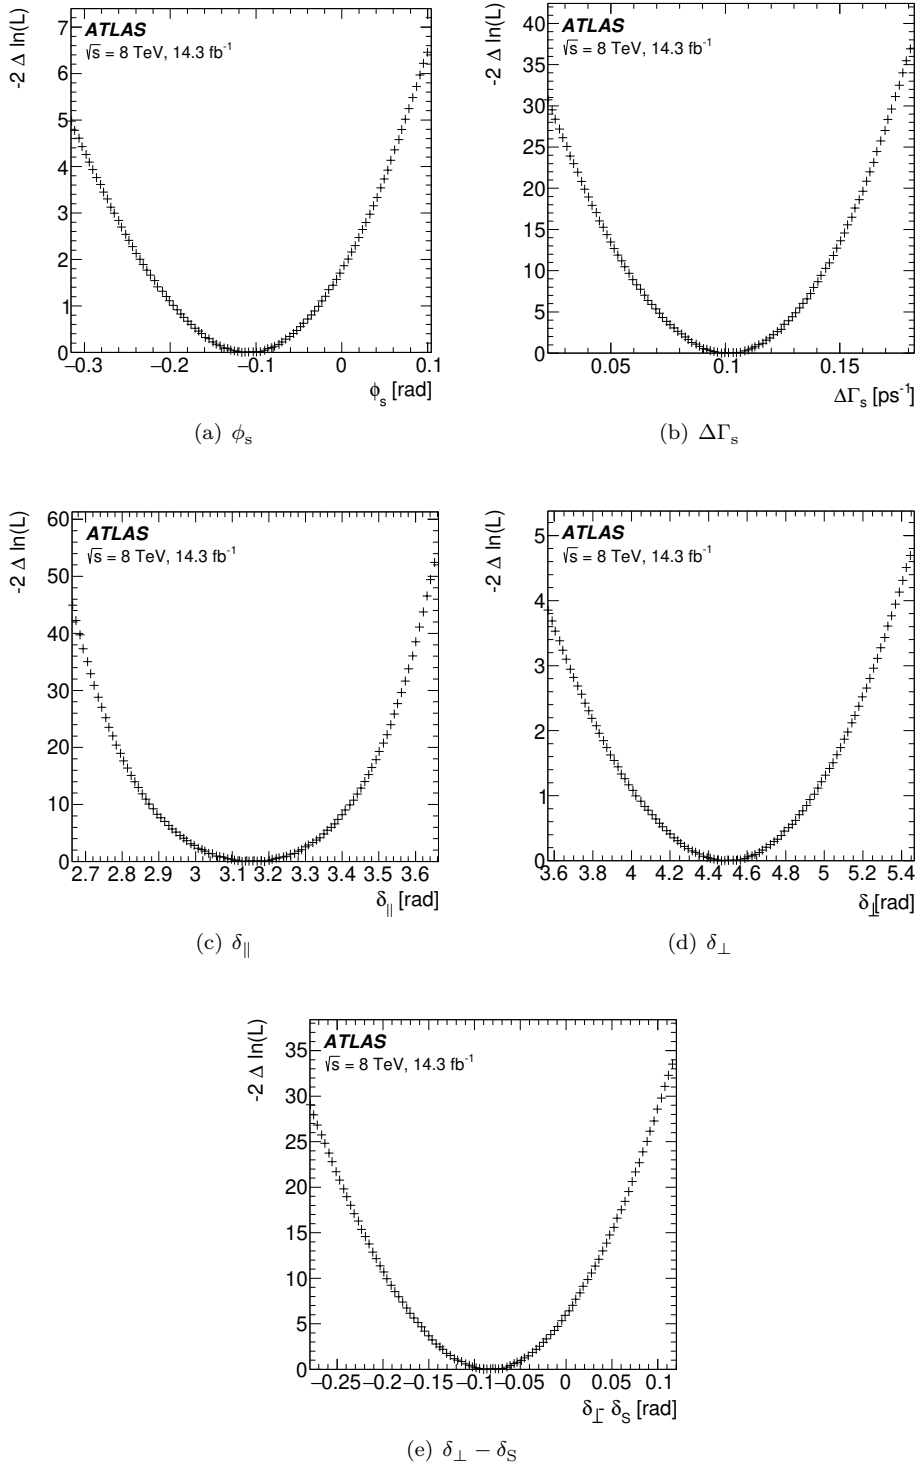 -2 Δ ln(L)
ATLAS
√s = 8 TeV, 14.3 fb⁻¹
7
6
5
4
3
2
1
0
−0.3 −0.2 −0.1 0 0.1
ϕₛ [rad]
(a) ϕₛ
-2 Δ ln(L)
ATLAS
√s = 8 TeV, 14.3 fb⁻¹
40
35
30
25
20
15
10
5
0
0.05 0.1 0.15
ΔΓₛ [ps⁻¹]
(b) ΔΓₛ
-2 Δ ln(L)
ATLAS
√s = 8 TeV, 14.3 fb⁻¹
60
50
40
30
20
10
0
2.7 2.8 2.9 3 3.1 3.2 3.3 3.4 3.5 3.6
δ∥ [rad]
(c) δ∥
-2 Δ ln(L)
ATLAS
√s = 8 TeV, 14.3 fb⁻¹
5
4
3
2
1
0
3.6 3.8 4 4.2 4.4 4.6 4.8 5 5.2 5.4
δ⊥ [rad]
(d) δ⊥
-2 Δ ln(L)
ATLAS
√s = 8 TeV, 14.3 fb⁻¹
35
30
25
20
15
10
5
0
−0.25 −0.2 −0.15 −0.1 −0.05 0 0.05 0.1
δ⊥ - δS [rad]
(e) δ⊥ − δS